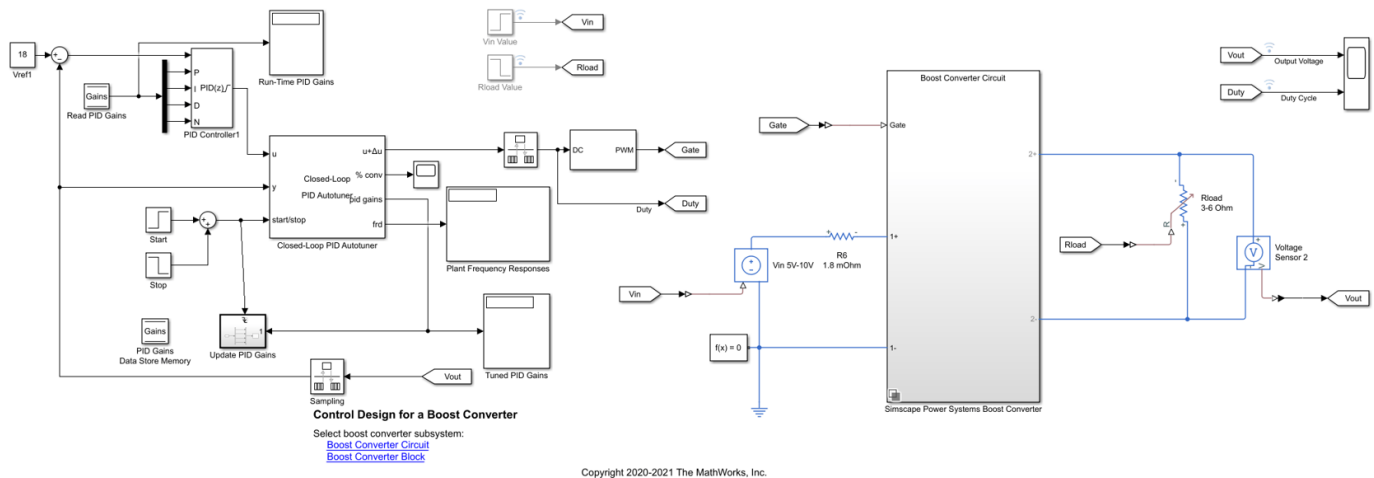 18
Vref1
Gains
Read PID Gains
P
I
D
N
PID(z)
PID Controller1
Run-Time PID Gains
Vin Value
Vin
Rload Value
Rload
u
y
start/stop
Closed-Loop
PID Autotuner
u+Δu
% conv
pid gains
frd
Closed-Loop PID Autotuner
DC
PWM
Gate
Duty
Duty
Plant Frequency Responses
Start
Stop
Gains
PID Gains
Data Store Memory
1
Update PID Gains
Tuned PID Gains
Sampling
Vout
Control Design for a Boost Converter
Select boost converter subsystem:
Boost Converter Circuit
Boost Converter Block
Copyright 2020-2021 The MathWorks, Inc.
Boost Converter Circuit
Gate
Gate
1+
1-
2+
2-
Simscape Power Systems Boost Converter
Vin
Vin 5V-10V
+
-
R6
1.8 mOhm
f(x) = 0
Rload
R
-
+
Rload
3-6 Ohm
V
+
-
Voltage
Sensor 2
Vout
Vout
Output Voltage
Duty
Duty Cycle